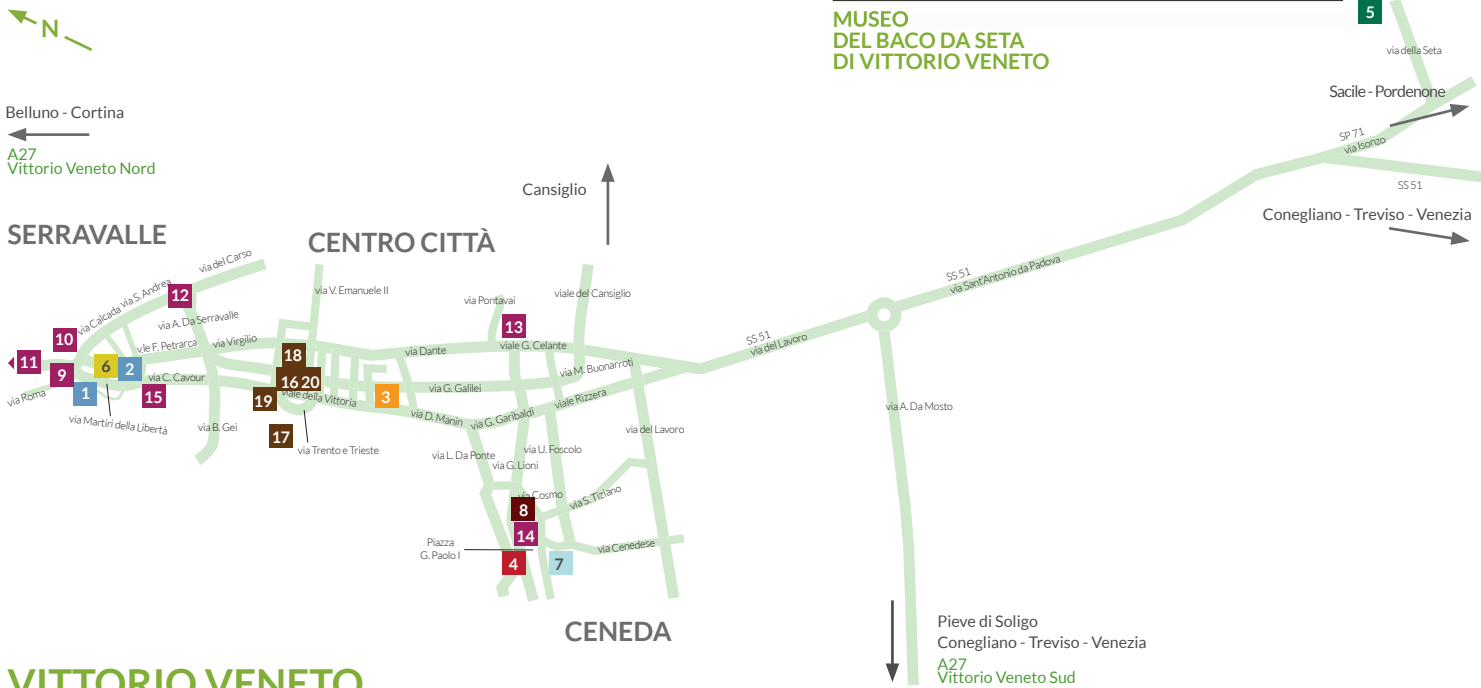 N
MUSEO
DEL BACO DA SETA
DI VITTORIO VENETO
5
via della Seta
Sacile - Pordenone
SP 71
via Isonzo
SS 51
Conegliano - Treviso - Venezia
Belluno - Cortina
A27
Vittorio Veneto Nord
Cansiglio
SERRAVALLE
CENTRO CITTÀ
via del Carso
via S. Andrea
via Calcada
12
via A. Da Serravalle
10
v.le F. Petrarca
via Virgilio
11
9
6
2
via C. Cavour
1
15
via Roma
via Martiri della Libertà
via B. Gei
via V. Emanuele II
18
16 20
19
viale della Vittoria
17
via Trento e Trieste
3
via Pontavai
viale del Cansiglio
13
via Dante
viale G. Celante
via M. Buonarroti
via G. Galilei
via D. Manin
via G. Garibaldi
viale Rizzera
SS 51
via del Lavoro
SS 51
via Sant'Antonio da Padova
via A. Da Mosto
via del Lavoro
via L. Da Ponte
via U. Foscolo
via G. Lioni
via Cosmo
via S. Tiziano
8
14
Piazza
G. Paolo I
via Cenedese
4
7
CENEDA
Pieve di Soligo
Conegliano - Treviso - Venezia
A27
Vittorio Veneto Sud
VITTORIO VENETO